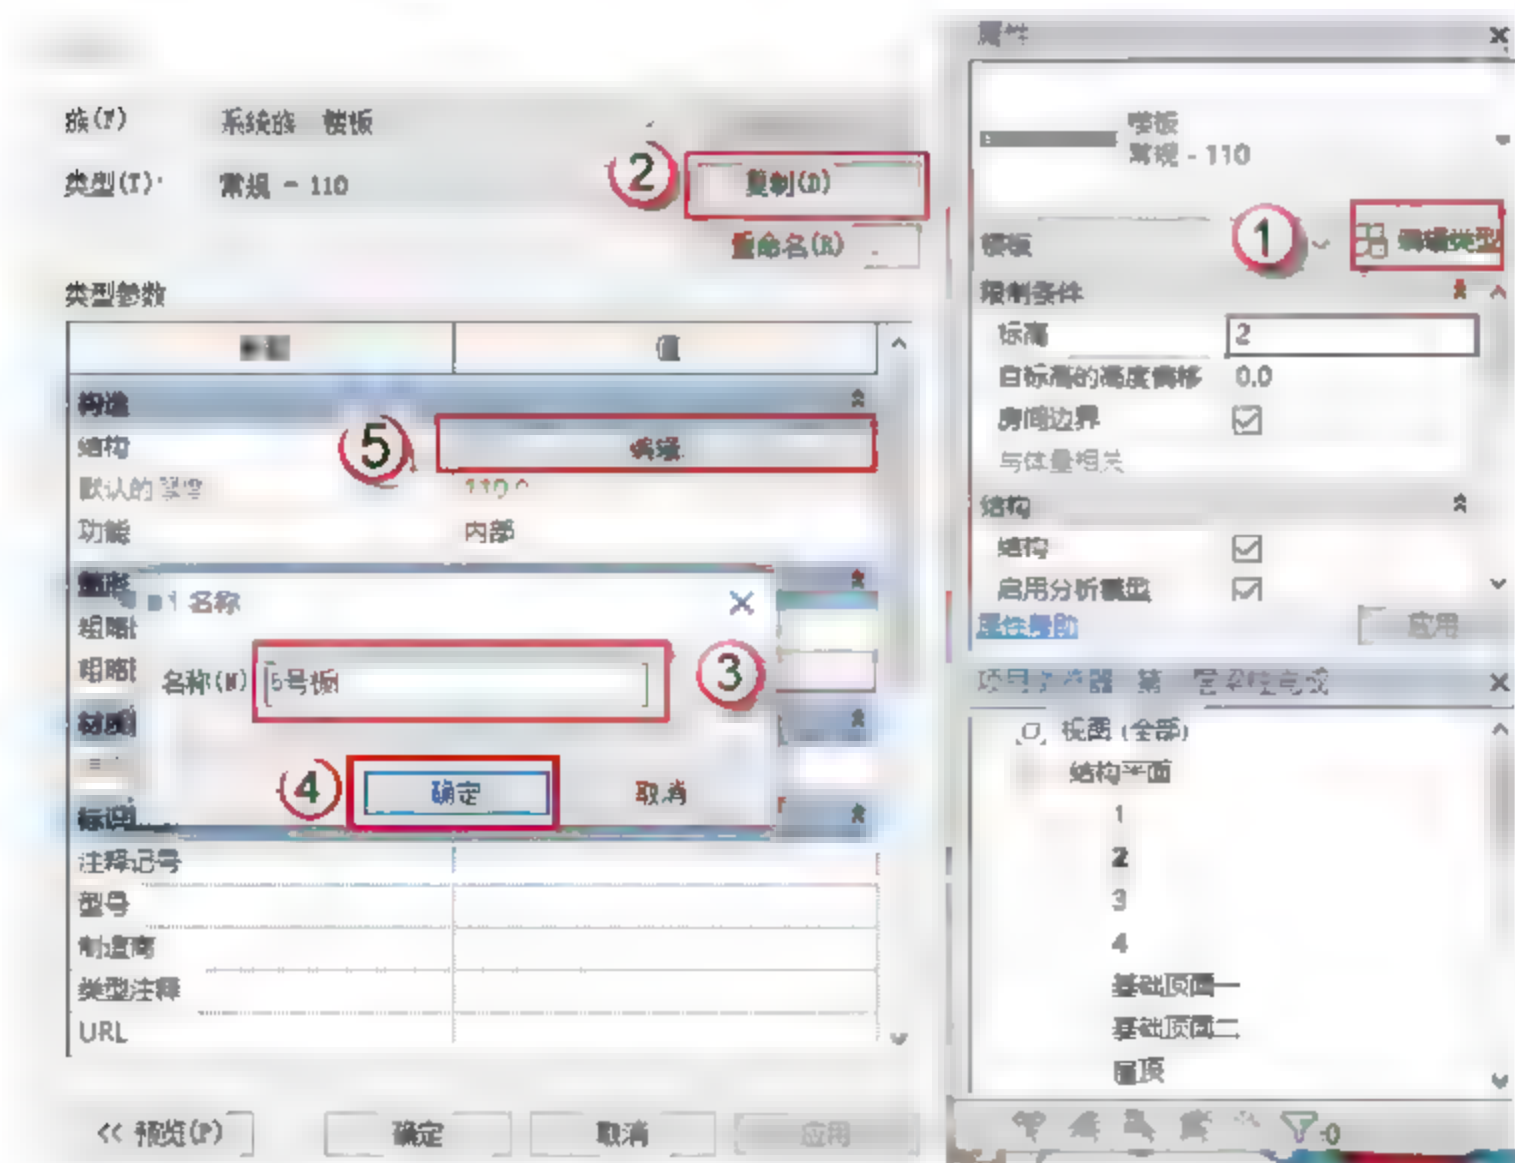 族(F)
系统族 楼板
类型(T):
常规 - 110
② 复制(D)
重命名(R)
类型参数
值
构造
结构
⑤ 编辑
默认的
110
功能
内部
图形
粗略
粗略
名称
名称(N)
5号板
③
④ 确定
取消
标识
注释记号
型号
制造商
类型注释
URL
<< 预览(P)
确定
取消
应用
属性
楼板
常规 - 110
楼板
① 编辑类型
限制条件
标高
2
自标高的高度偏移
0.0
房间边界
与体量相关
结构
结构
启用分析模型
属性帮助
应用
视图 (全部)
结构平面
1
2
3
4
基础顶面一
基础顶面二
屋顶
:0